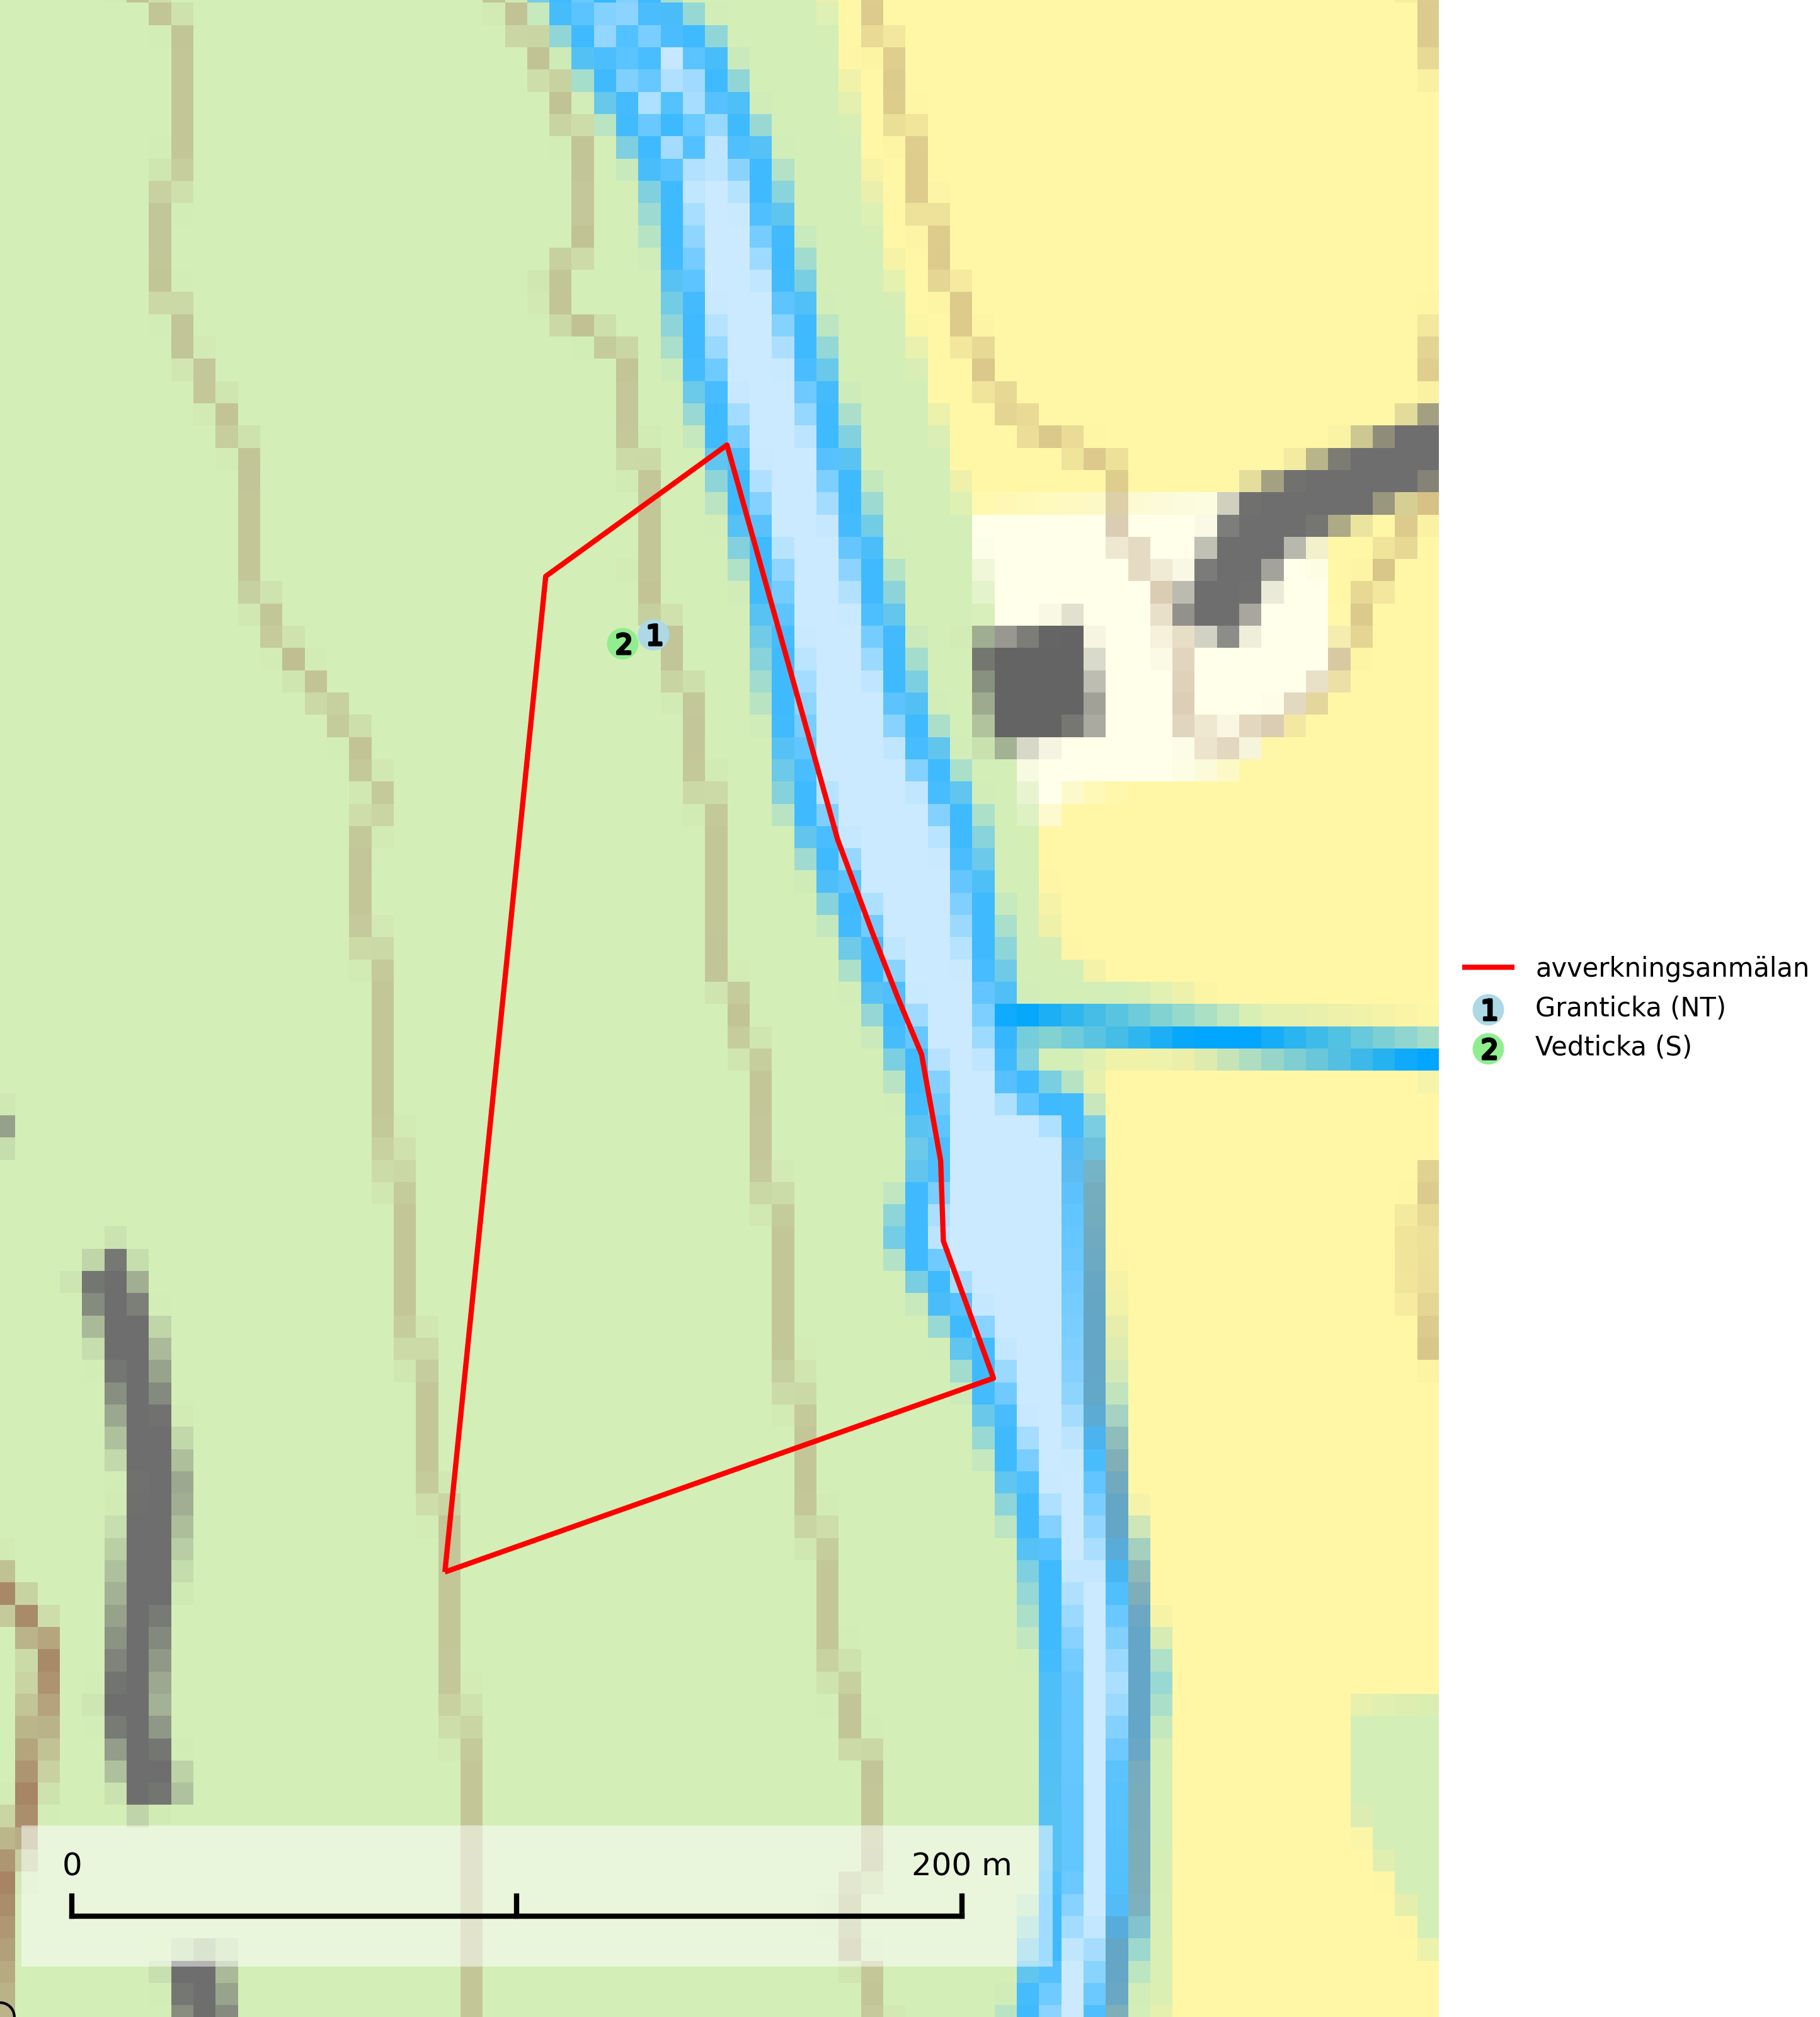 2 1
avverkningsanmälan
1 Granticka (NT)
2 Vedticka (S)
0 200 m